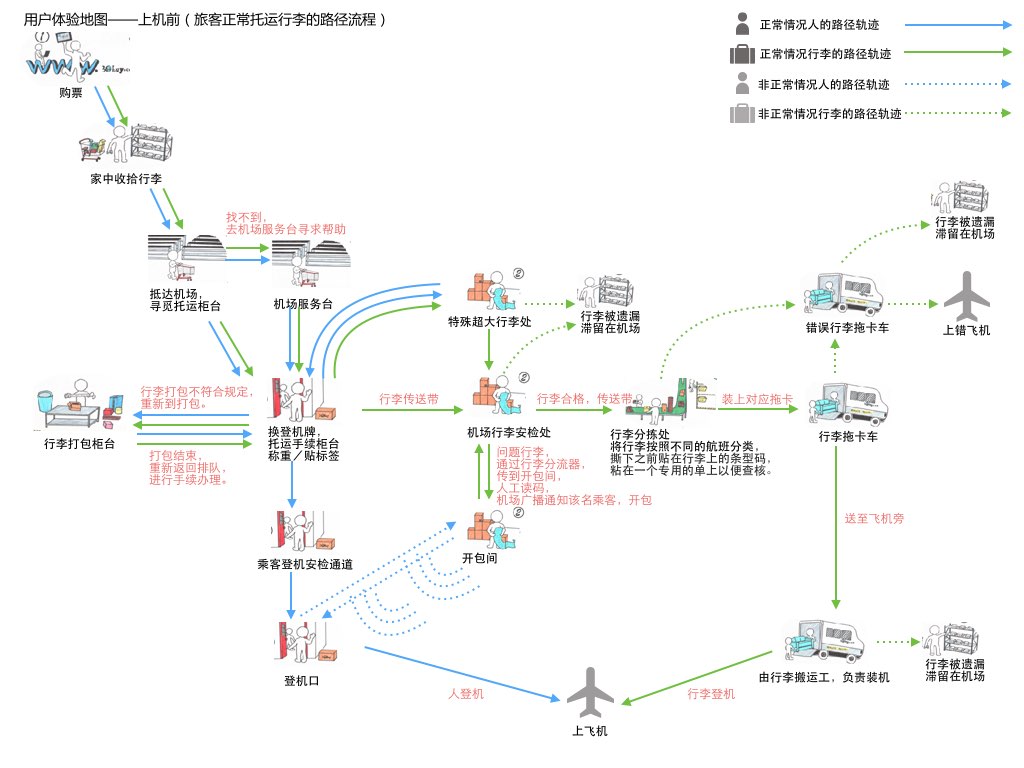 用户体验地图——上机前（旅客正常托运行李的路径流程）
正常情况人的路径轨迹
正常情况行李的路径轨迹
非正常情况人的路径轨迹
非正常情况行李的路径轨迹
①
WWW.
购票
家中收拾行李
找不到，
去机场服务台寻求帮助
抵达机场，
寻觅托运柜台
机场服务台
②
特殊超大行李处
行李被遗漏
滞留在机场
行李被遗漏
滞留在机场
错误行李拖卡车
上错飞机
行李打包不符合规定，
重新到打包。
行李打包柜台
打包结束，
重新返回排队，
进行手续办理。
换登机牌，
托运手续柜台
称重／贴标签
行李传送带
②
机场行李安检处
行李合格，传送带
行李分拣处
将行李按照不同的航班分类，
撕下之前贴在行李上的条型码，
粘在一个专用的单上以便查核。
装上对应拖卡
行李拖卡车
问题行李，
通过行李分流器，
传到开包间，
人工读码，
机场广播通知该名乘客，开包
②
开包间
送至飞机旁
乘客登机安检通道
登机口
人登机
上飞机
行李登机
由行李搬运工，负责装机
行李被遗漏
滞留在机场